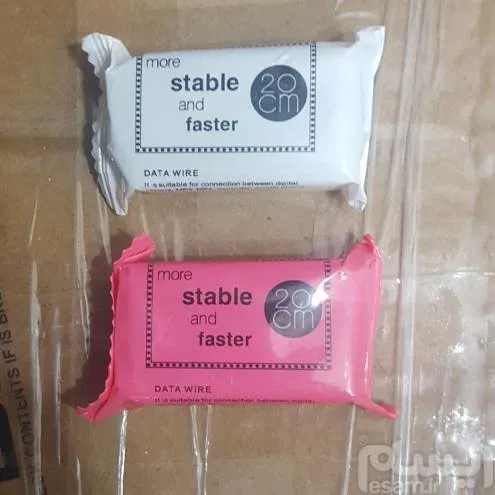 more
stable
and
faster
20
cm
DATA WIRE
It is suitable for connection between digital
more
stable
and
faster
20
cm
DATA WIRE
It is suitable for connection between digital
CONTENTS IF IS BR
ایسام
esam.ir